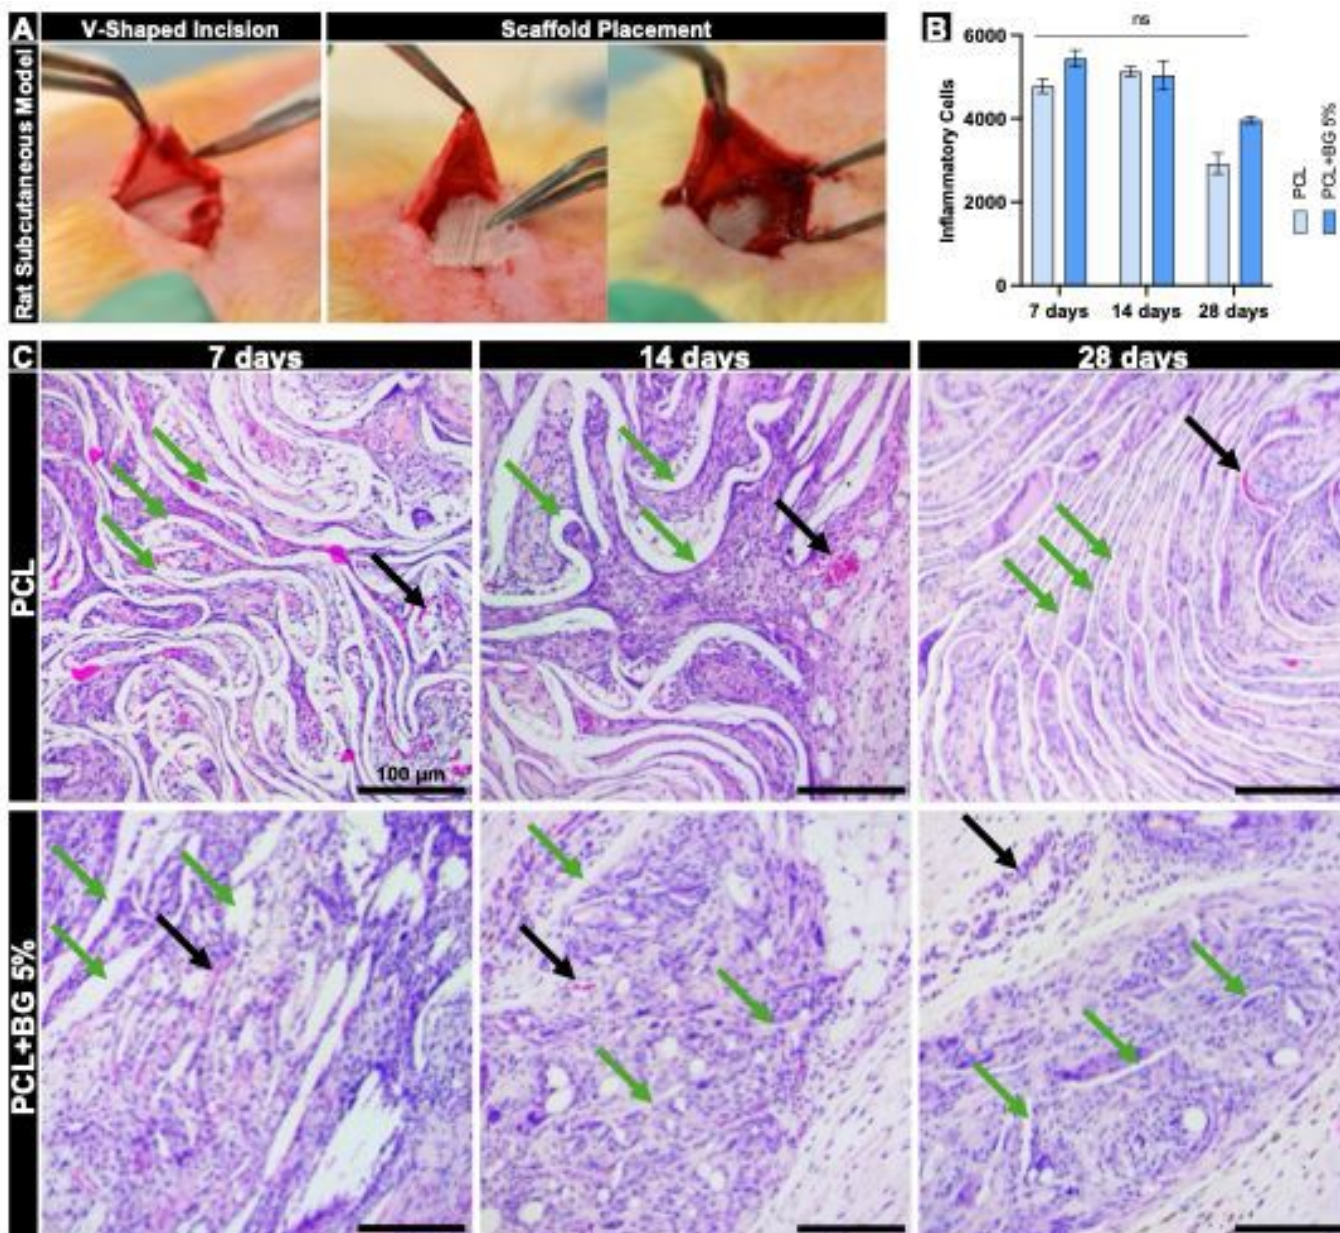 A
V-Shaped Incision
Scaffold Placement
Rat Subcutaneous Model
B
ns
6000
4000
2000
0
Inflammatory Cells
7 days
14 days
28 days
PCL
PCL+BG 5%
C
7 days
14 days
28 days
PCL
100 µm
PCL+BG 5%